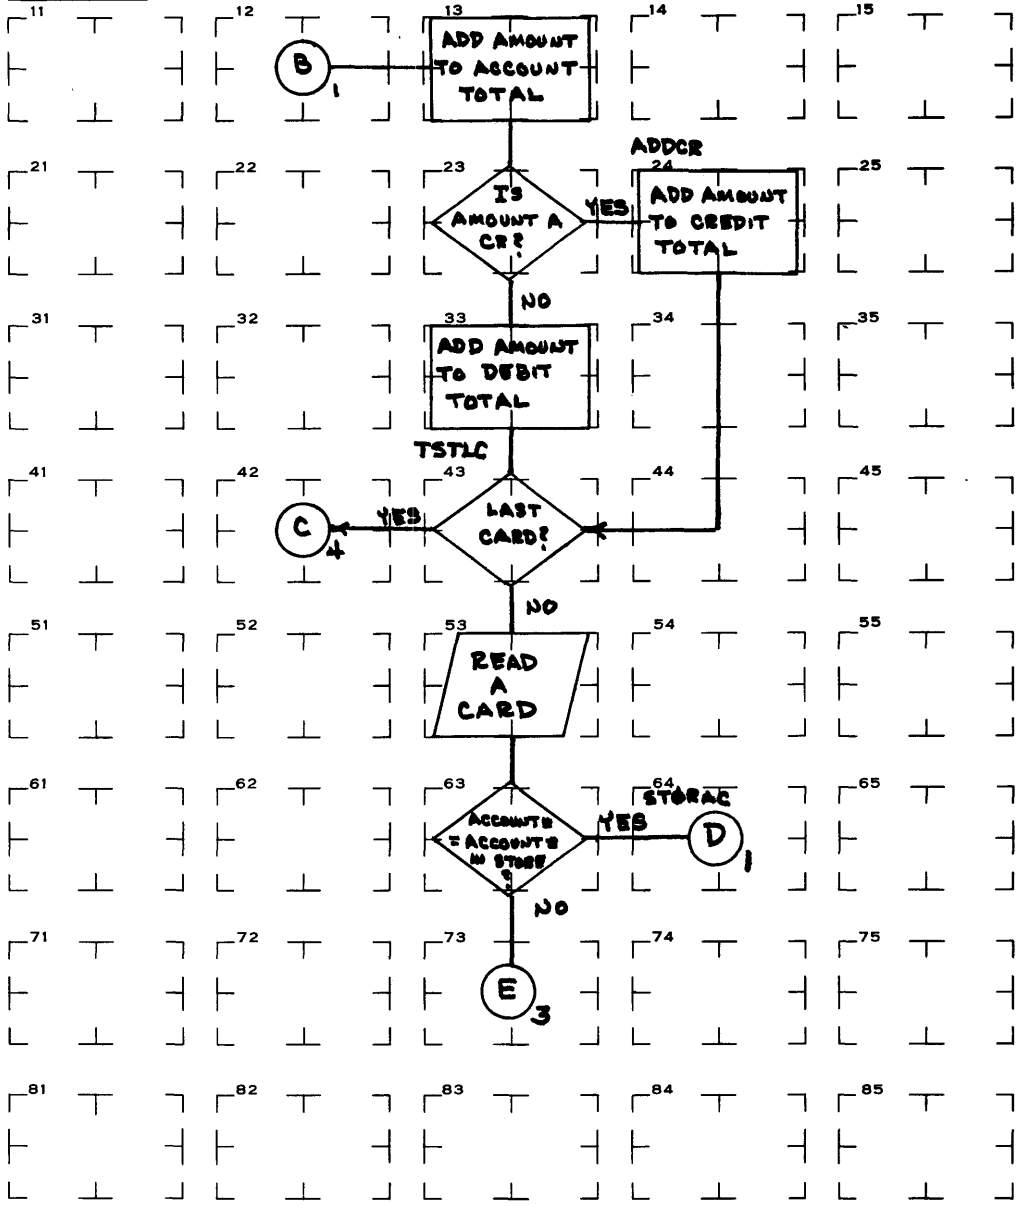 11 12 13 14 15
ADD AMOUNT
TO ACCOUNT
TOTAL
B
1
ADDCR
21 22 23 24 25
IS
AMOUNT A
CR?
YES
ADD AMOUNT
TO CREDIT
TOTAL
NO
31 32 33 34 35
ADD AMOUNT
TO DEBIT
TOTAL
TSTLC
41 42 43 44 45
LAST
CARD?
YES
C
4
NO
51 52 53 54 55
READ
A
CARD
61 62 63 64 65
STORAC
ACCOUNT#
= ACCOUNT#
IN STORE
?
YES
D
1
NO
71 72 73 74 75
E
3
81 82 83 84 85